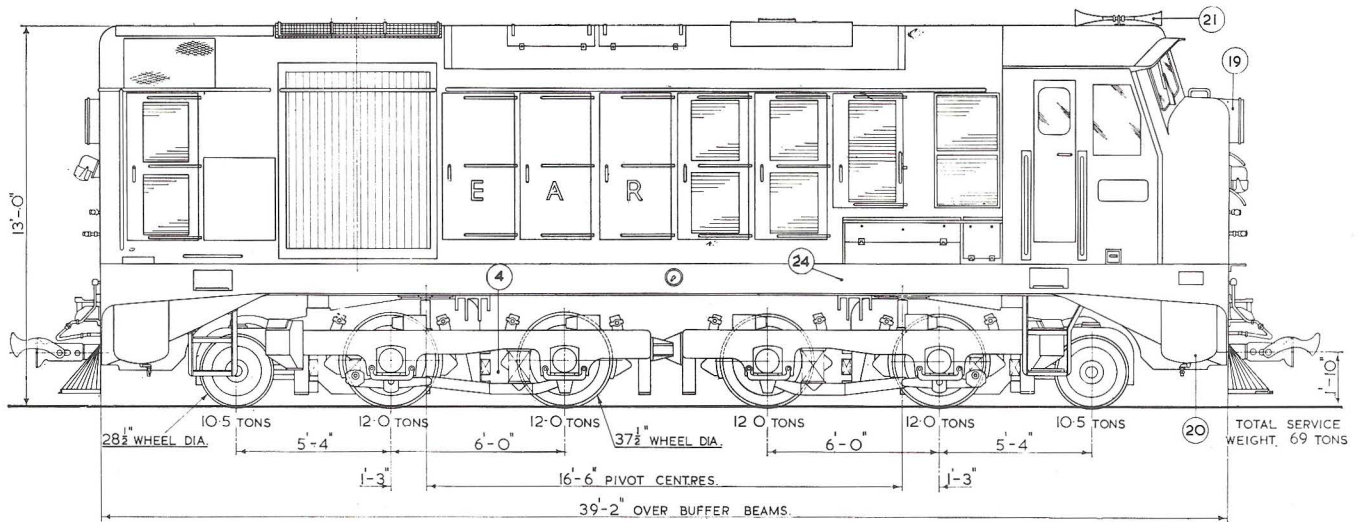 21
19
13'-0"
E A R
4
24
1'-10"
10·5 TONS
12·0 TONS
12·0 TONS
12·0 TONS
12·0 TONS
10·5 TONS
20
TOTAL SERVICE
WEIGHT, 69 TONS
28½" WHEEL DIA.
37½" WHEEL DIA.
5'-4"
6'-0"
6'-0"
5'-4"
1'-3"
16'-6" PIVOT CENTRES.
1'-3"
39'-2" OVER BUFFER BEAMS.